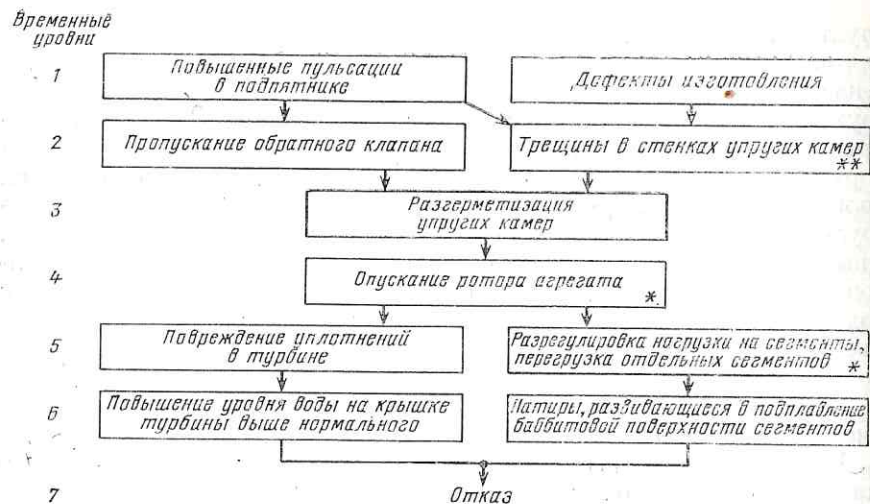 Временные
уровни
1
Повышенные пульсации
в подпятнике
Дефекты изготовления
2
Пропускание обратного клапана
Трещины в стенках упругих камер
**
3
Разгерметизация
упругих камер
4
Опускание ротора агрегата
*
5
Повреждение уплотнений
в турбине
Разрегулировка нагрузки на сегменты,
перегрузка отдельных сегментов
*
6
Повышение уровня воды на крышке
турбины выше нормального
Натиры, развивающиеся в подплавление
баббитовой поверхности сегментов
7
Отказ